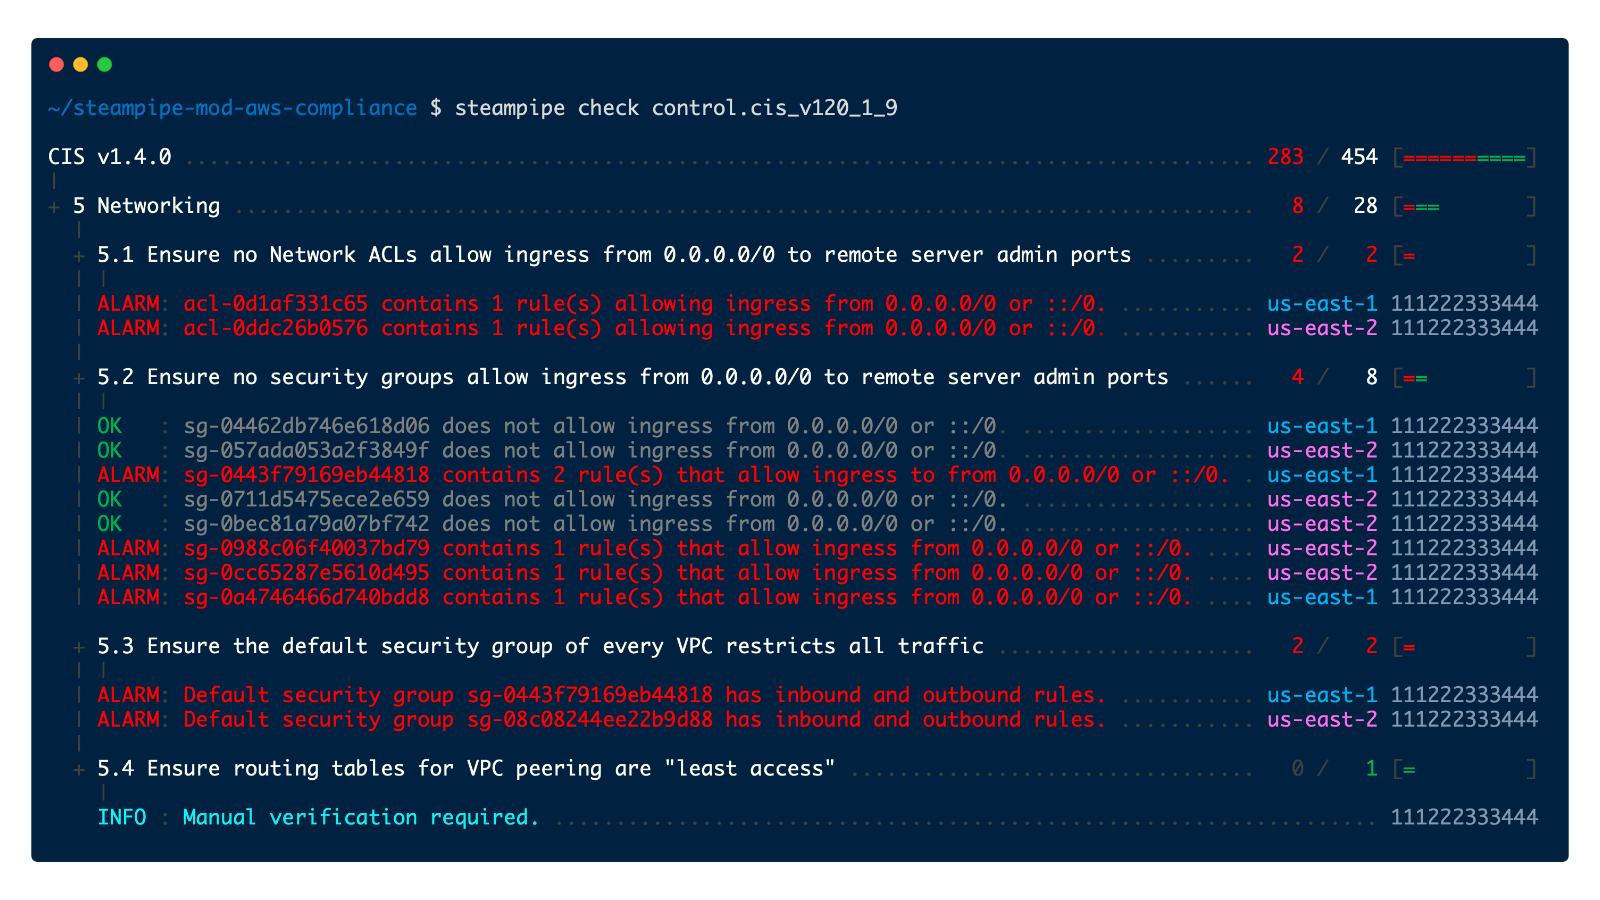 ~/steampipe-mod-aws-compliance $ steampipe check control.cis_v120_1_9
CIS v1.4.0 ....................................................................................... 283 / 454 [==========]
|
+ 5 Networking ................................................................................... 8 / 28 [=== ]
|
+ 5.1 Ensure no Network ACLs allow ingress from 0.0.0.0/0 to remote server admin ports ......... 2 / 2 [= ]
| |
| ALARM: acl-0d1af331c65 contains 1 rule(s) allowing ingress from 0.0.0.0/0 or ::/0. ........... us-east-1 111222333444
| ALARM: acl-0ddc26b0576 contains 1 rule(s) allowing ingress from 0.0.0.0/0 or ::/0. ........... us-east-2 111222333444
|
+ 5.2 Ensure no security groups allow ingress from 0.0.0.0/0 to remote server admin ports ...... 4 / 8 [== ]
| |
| OK : sg-04462db746e618d06 does not allow ingress from 0.0.0.0/0 or ::/0. ................... us-east-1 111222333444
| OK : sg-057ada053a2f3849f does not allow ingress from 0.0.0.0/0 or ::/0. ................... us-east-2 111222333444
| ALARM: sg-0443f79169eb44818 contains 2 rule(s) that allow ingress to from 0.0.0.0/0 or ::/0. . us-east-1 111222333444
| OK : sg-0711d5475ece2e659 does not allow ingress from 0.0.0.0/0 or ::/0. ................... us-east-2 111222333444
| OK : sg-0bec81a79a07bf742 does not allow ingress from 0.0.0.0/0 or ::/0. ................... us-east-2 111222333444
| ALARM: sg-0988c06f40037bd79 contains 1 rule(s) that allow ingress from 0.0.0.0/0 or ::/0. .... us-east-2 111222333444
| ALARM: sg-0cc65287e5610d495 contains 1 rule(s) that allow ingress from 0.0.0.0/0 or ::/0. .... us-east-2 111222333444
| ALARM: sg-0a4746466d740bdd8 contains 1 rule(s) that allow ingress from 0.0.0.0/0 or ::/0. .... us-east-1 111222333444
+ 5.3 Ensure the default security group of every VPC restricts all traffic ..................... 2 / 2 [= ]
| |
| ALARM: Default security group sg-0443f79169eb44818 has inbound and outbound rules. ........... us-east-1 111222333444
| ALARM: Default security group sg-08c08244ee22b9d88 has inbound and outbound rules. ........... us-east-2 111222333444
|
+ 5.4 Ensure routing tables for VPC peering are "least access" ................................. 0 / 1 [= ]
|
INFO : Manual verification required. ................................................................... 111222333444